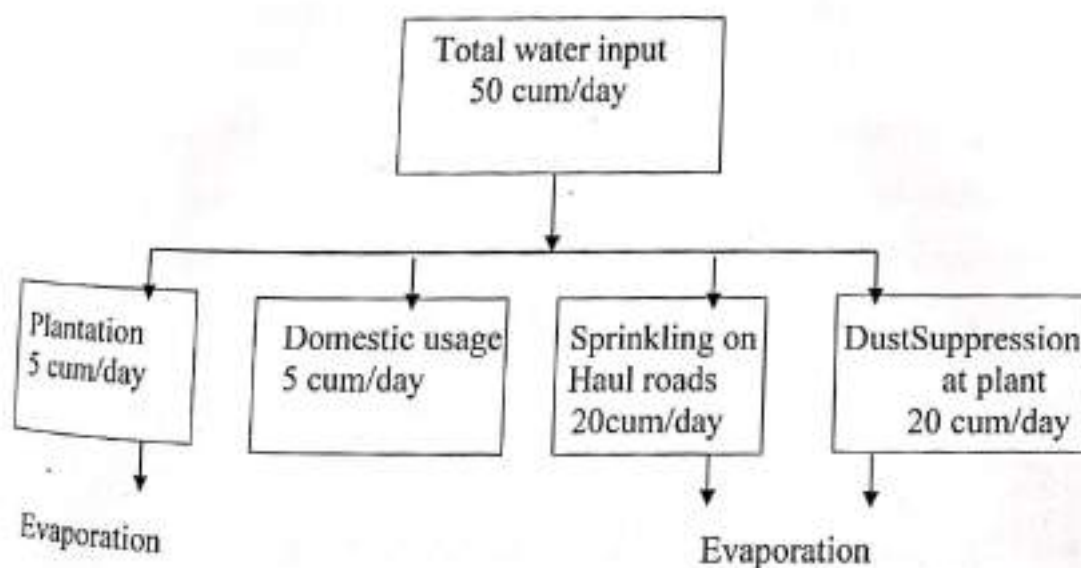 Total water input
50 cum/day
Plantation
5 cum/day
Domestic usage
5 cum/day
Sprinkling on
Haul roads
20cum/day
DustSuppression
at plant
20 cum/day
Evaporation
Evaporation